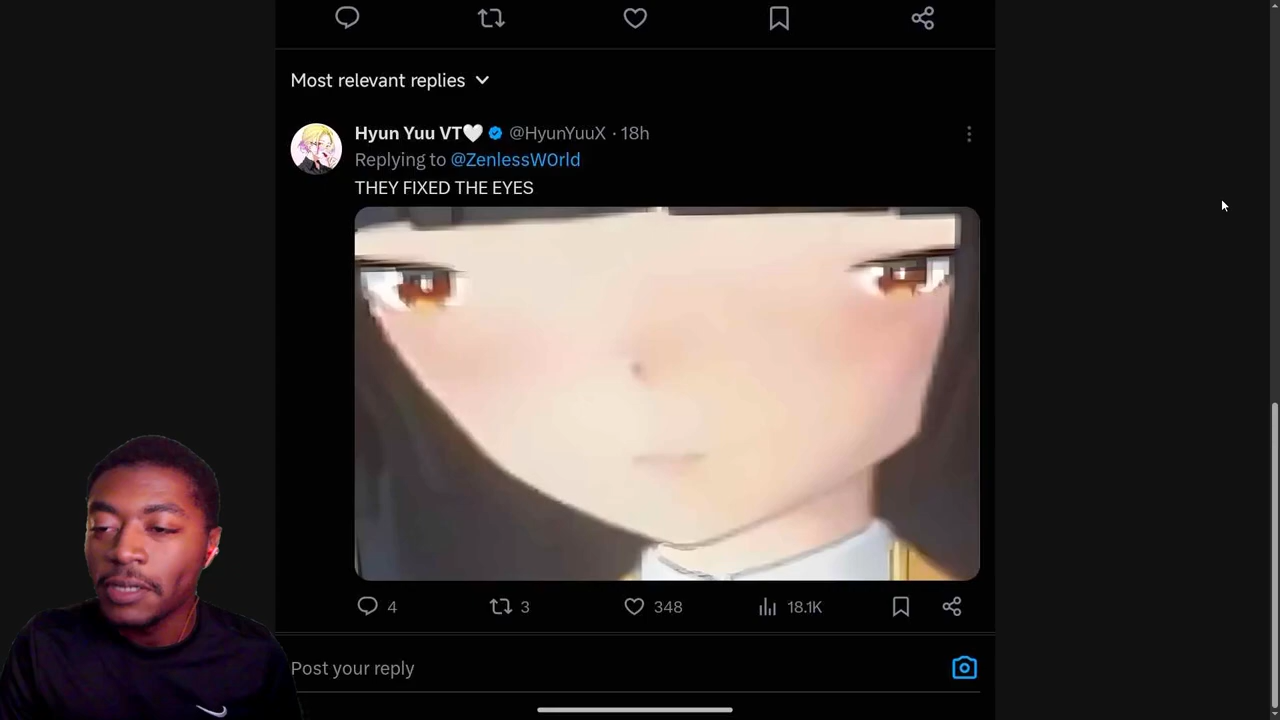 Most relevant replies
Hyun Yuu VT🤍 @HyunYuuX · 18h
Replying to @ZenlessW0rld
THEY FIXED THE EYES
4 3 348 18.1K
Post your reply